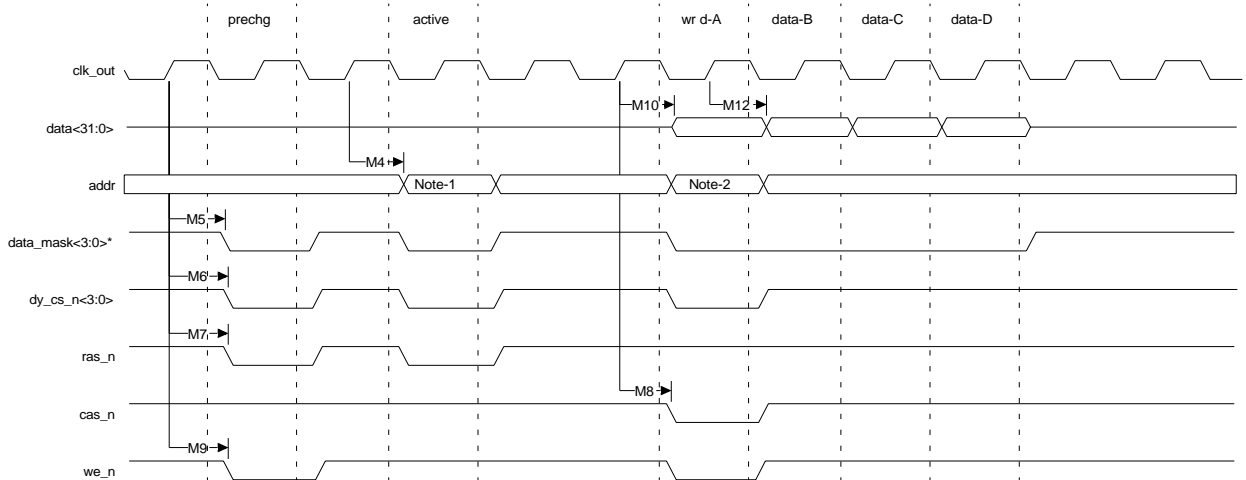 prechg active wr d-A data-B data-C data-D
clk_out
M10 M12
data<31:0>
M4
addr Note-1 Note-2
M5
data_mask<3:0>*
M6
dy_cs_n<3:0>
M7
ras_n
M8
cas_n
M9
we_n